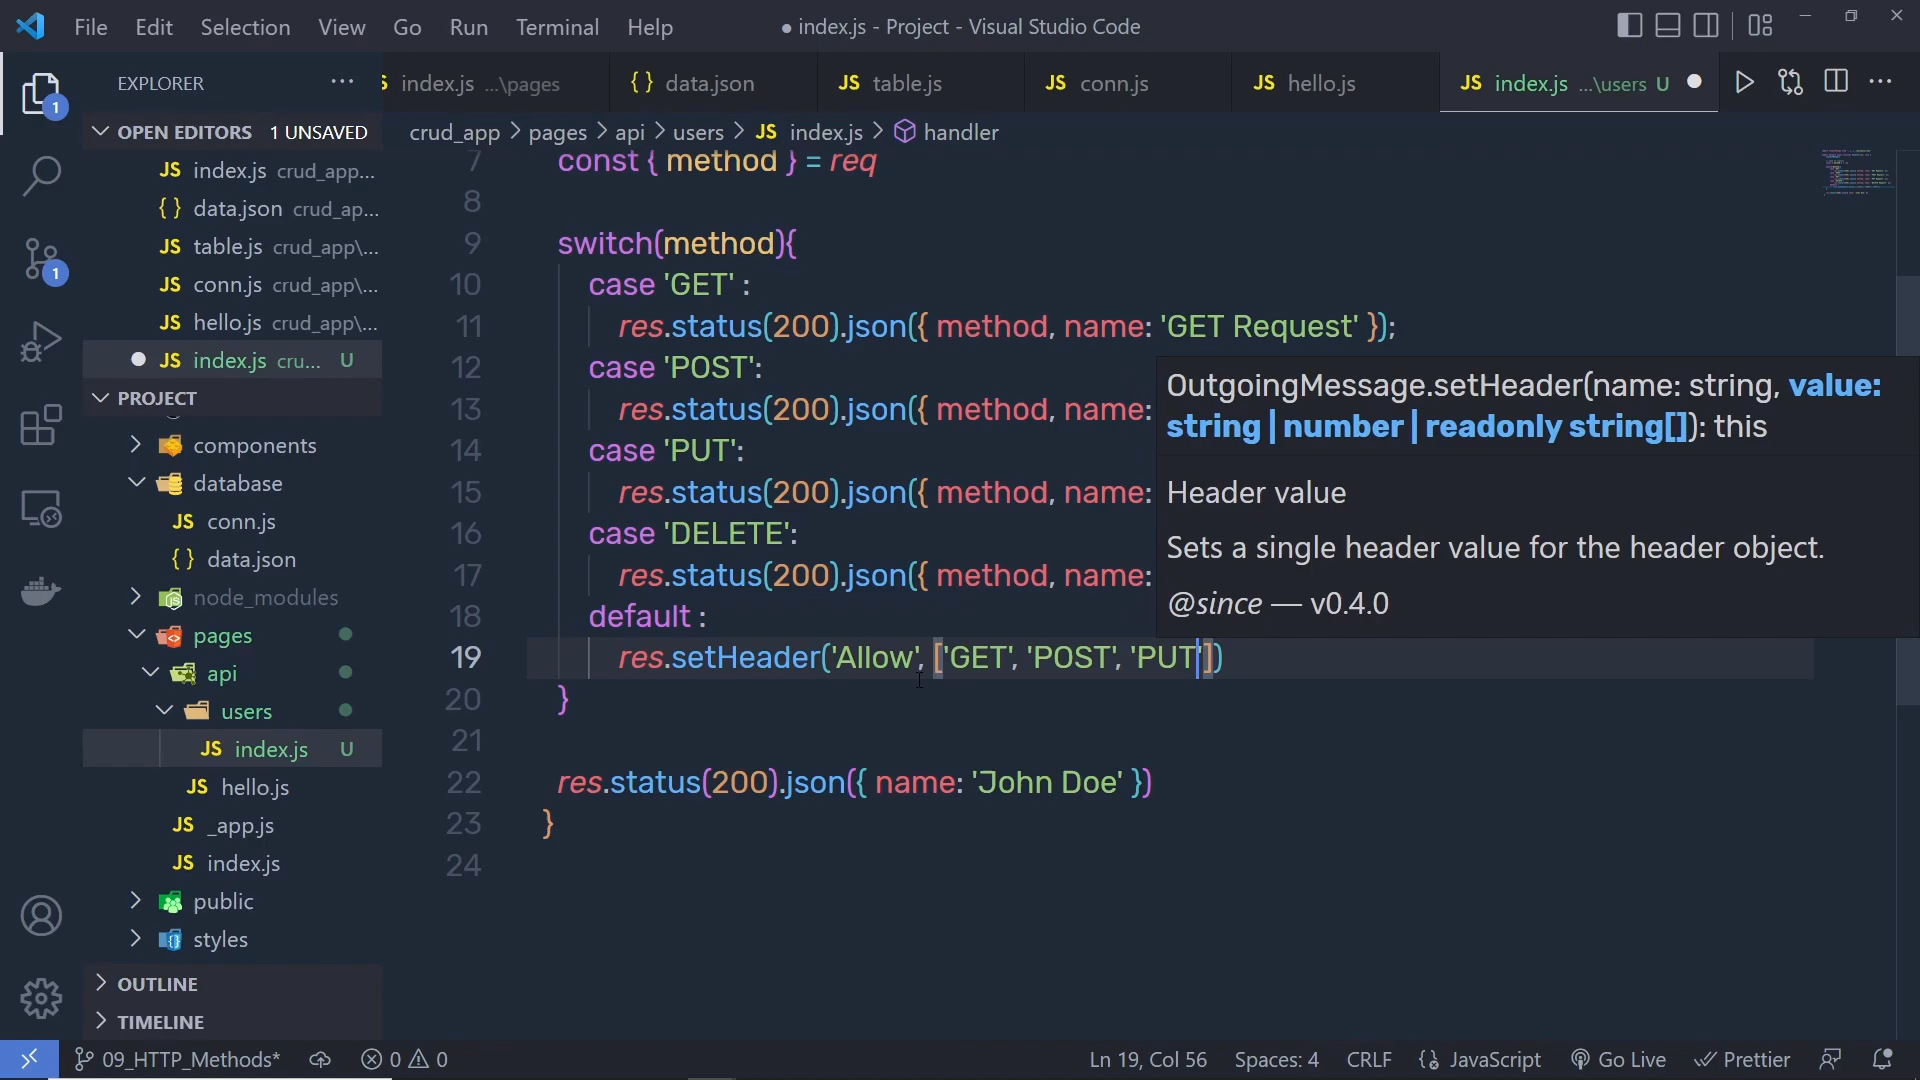 File Edit Selection View Go Run Terminal Help
● index.js - Project - Visual Studio Code
EXPLORER ···
OPEN EDITORS 1 UNSAVED
JS index.js crud_app...
{ } data.json crud_ap...
JS table.js crud_app\...
JS conn.js crud_app\...
JS hello.js crud_app\...
● JS index.js cru... U
PROJECT
components
database
JS conn.js
{ } data.json
node_modules
pages
api
users
JS index.js U
JS hello.js
JS _app.js
JS index.js
public
styles
OUTLINE
TIMELINE
1
1
index.js ...\pages
{ } data.json
JS table.js
JS conn.js
JS hello.js
JS index.js ...\users U ●
crud_app > pages > api > users > JS index.js > handler
7 const { method } = req
8
9 switch(method){
10 case 'GET' :
11 res.status(200).json({ method, name: 'GET Request' });
12 case 'POST':
13 res.status(200).json({ method, name:
14 case 'PUT':
15 res.status(200).json({ method, name:
16 case 'DELETE':
17 res.status(200).json({ method, name:
18 default :
19 res.setHeader('Allow', ['GET', 'POST', 'PUT'])
20 }
21
22 res.status(200).json({ name: 'John Doe' })
23 }
24
OutgoingMessage.setHeader(name: string, value:
string | number | readonly string[]): this
Header value
Sets a single header value for the header object.
@since — v0.4.0
09_HTTP_Methods* 0 0 Ln 19, Col 56 Spaces: 4 CRLF JavaScript Go Live Prettier